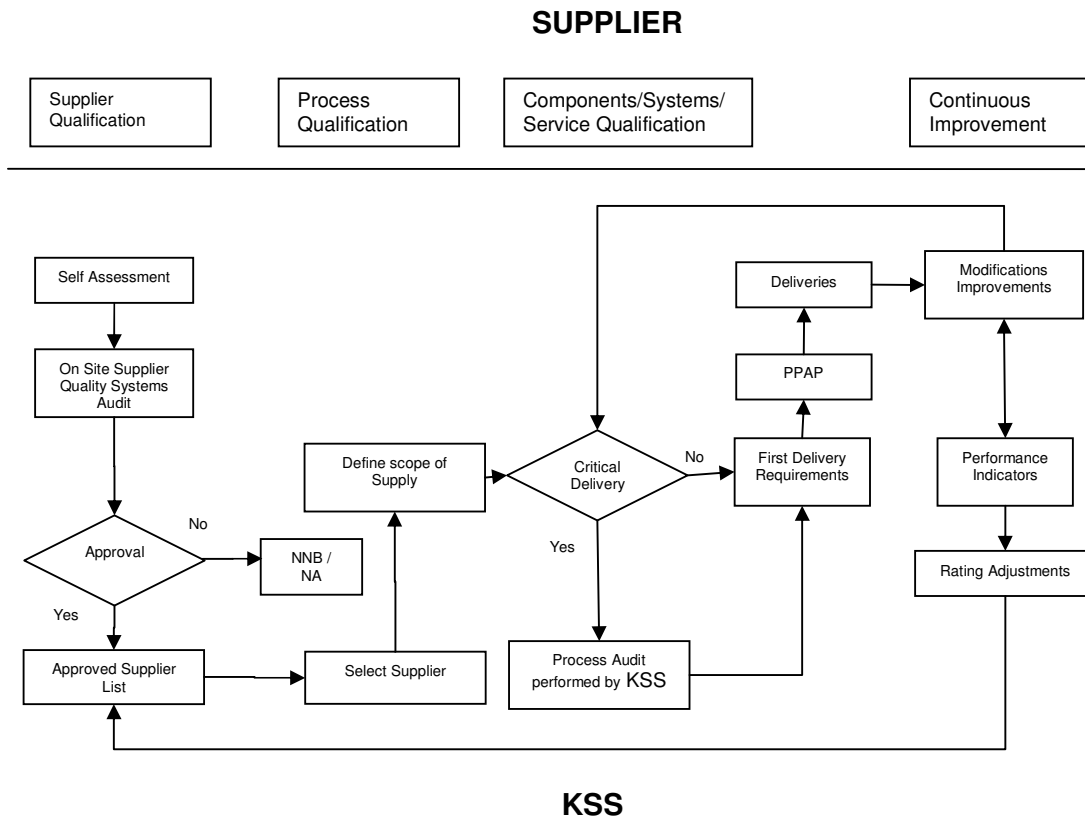 SUPPLIER
Supplier
Qualification
Process
Qualification
Components/Systems/
Service Qualification
Continuous
Improvement
Self Assessment
On Site Supplier
Quality Systems
Audit
Approval
No
NNB /
NA
Yes
Approved Supplier
List
Select Supplier
Define scope of
Supply
Critical
Delivery
No
Yes
Process Audit
performed by KSS
First Delivery
Requirements
PPAP
Deliveries
Modifications
Improvements
Performance
Indicators
Rating Adjustments
KSS